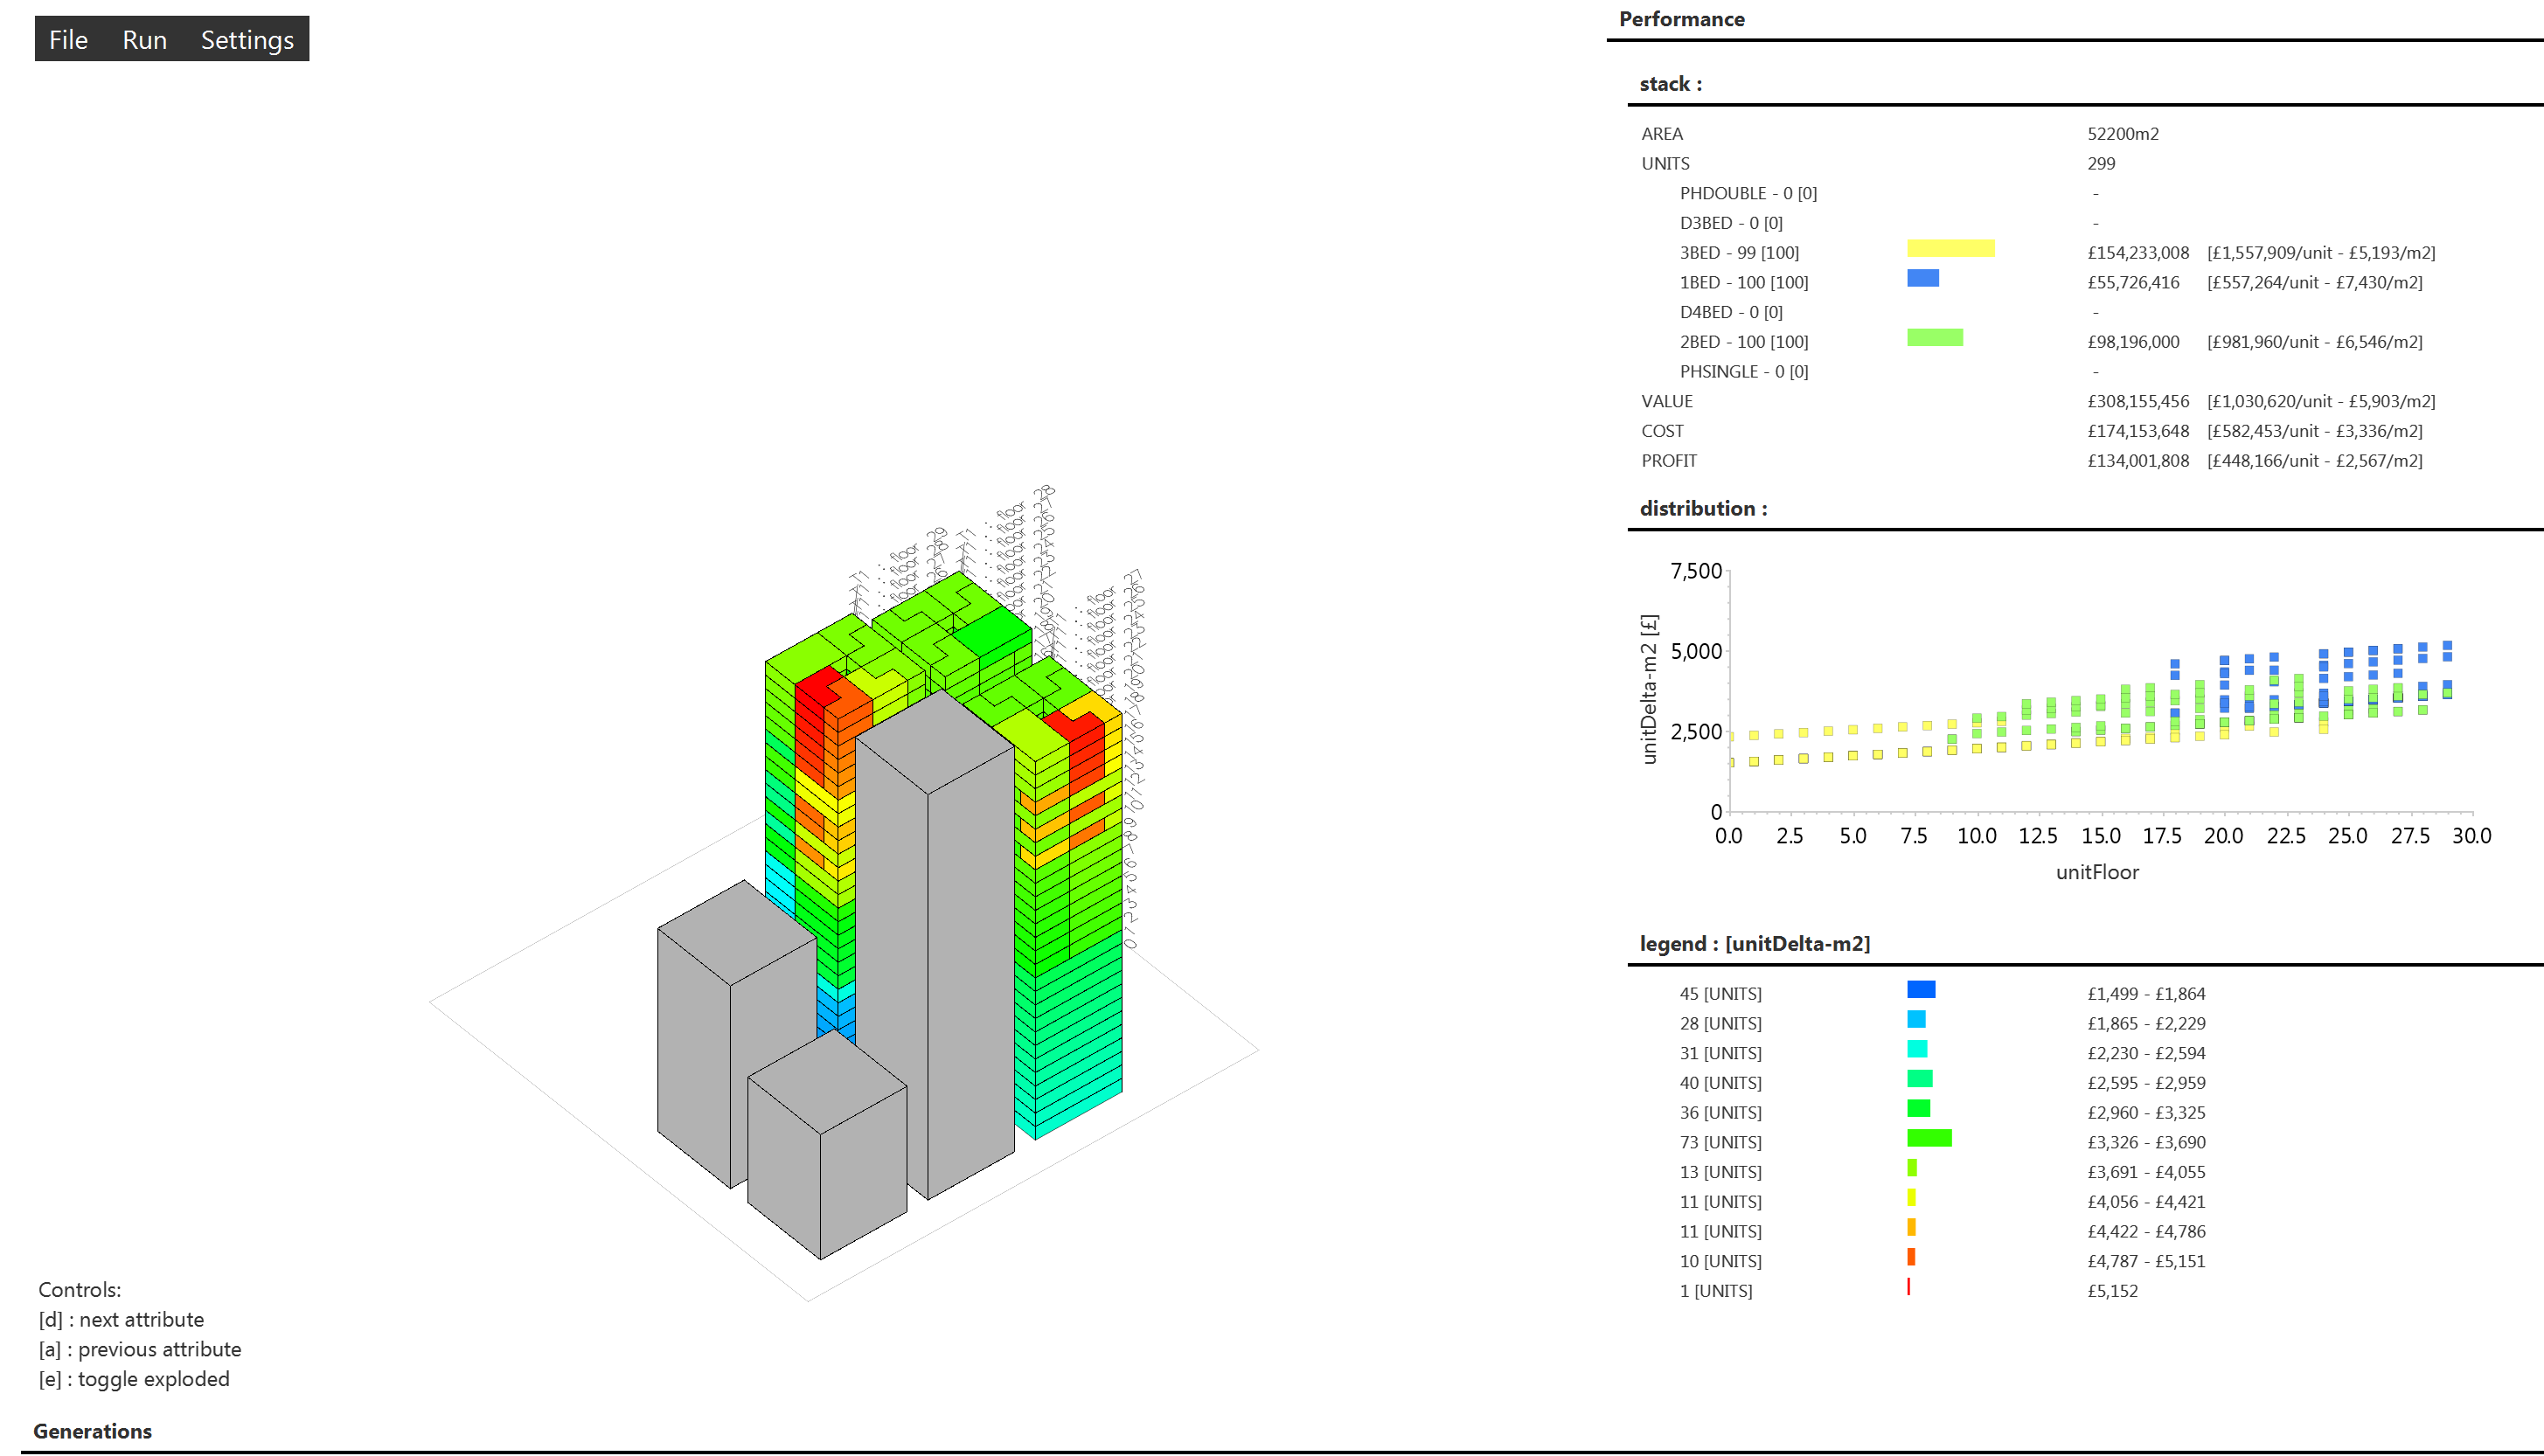 File Run Settings
Performance
stack :
AREA 52200m2
UNITS 299
PHDOUBLE - 0 [0] -
D3BED - 0 [0] -
3BED - 99 [100] £154,233,008 [£1,557,909/unit - £5,193/m2]
1BED - 100 [100] £55,726,416 [£557,264/unit - £7,430/m2]
D4BED - 0 [0] -
2BED - 100 [100] £98,196,000 [£981,960/unit - £6,546/m2]
PHSINGLE - 0 [0] -
VALUE £308,155,456 [£1,030,620/unit - £5,903/m2]
COST £174,153,648 [£582,453/unit - £3,336/m2]
PROFIT £134,001,808 [£448,166/unit - £2,567/m2]
distribution :
unitDelta-m2 [£]
7,500
5,000
2,500
0
0.0 2.5 5.0 7.5 10.0 12.5 15.0 17.5 20.0 22.5 25.0 27.5 30.0
unitFloor
legend : [unitDelta-m2]
45 [UNITS] £1,499 - £1,864
28 [UNITS] £1,865 - £2,229
31 [UNITS] £2,230 - £2,594
40 [UNITS] £2,595 - £2,959
36 [UNITS] £2,960 - £3,325
73 [UNITS] £3,326 - £3,690
13 [UNITS] £3,691 - £4,055
11 [UNITS] £4,056 - £4,421
11 [UNITS] £4,422 - £4,786
10 [UNITS] £4,787 - £5,151
1 [UNITS] £5,152
Controls:
[d] : next attribute
[a] : previous attribute
[e] : toggle exploded
Generations